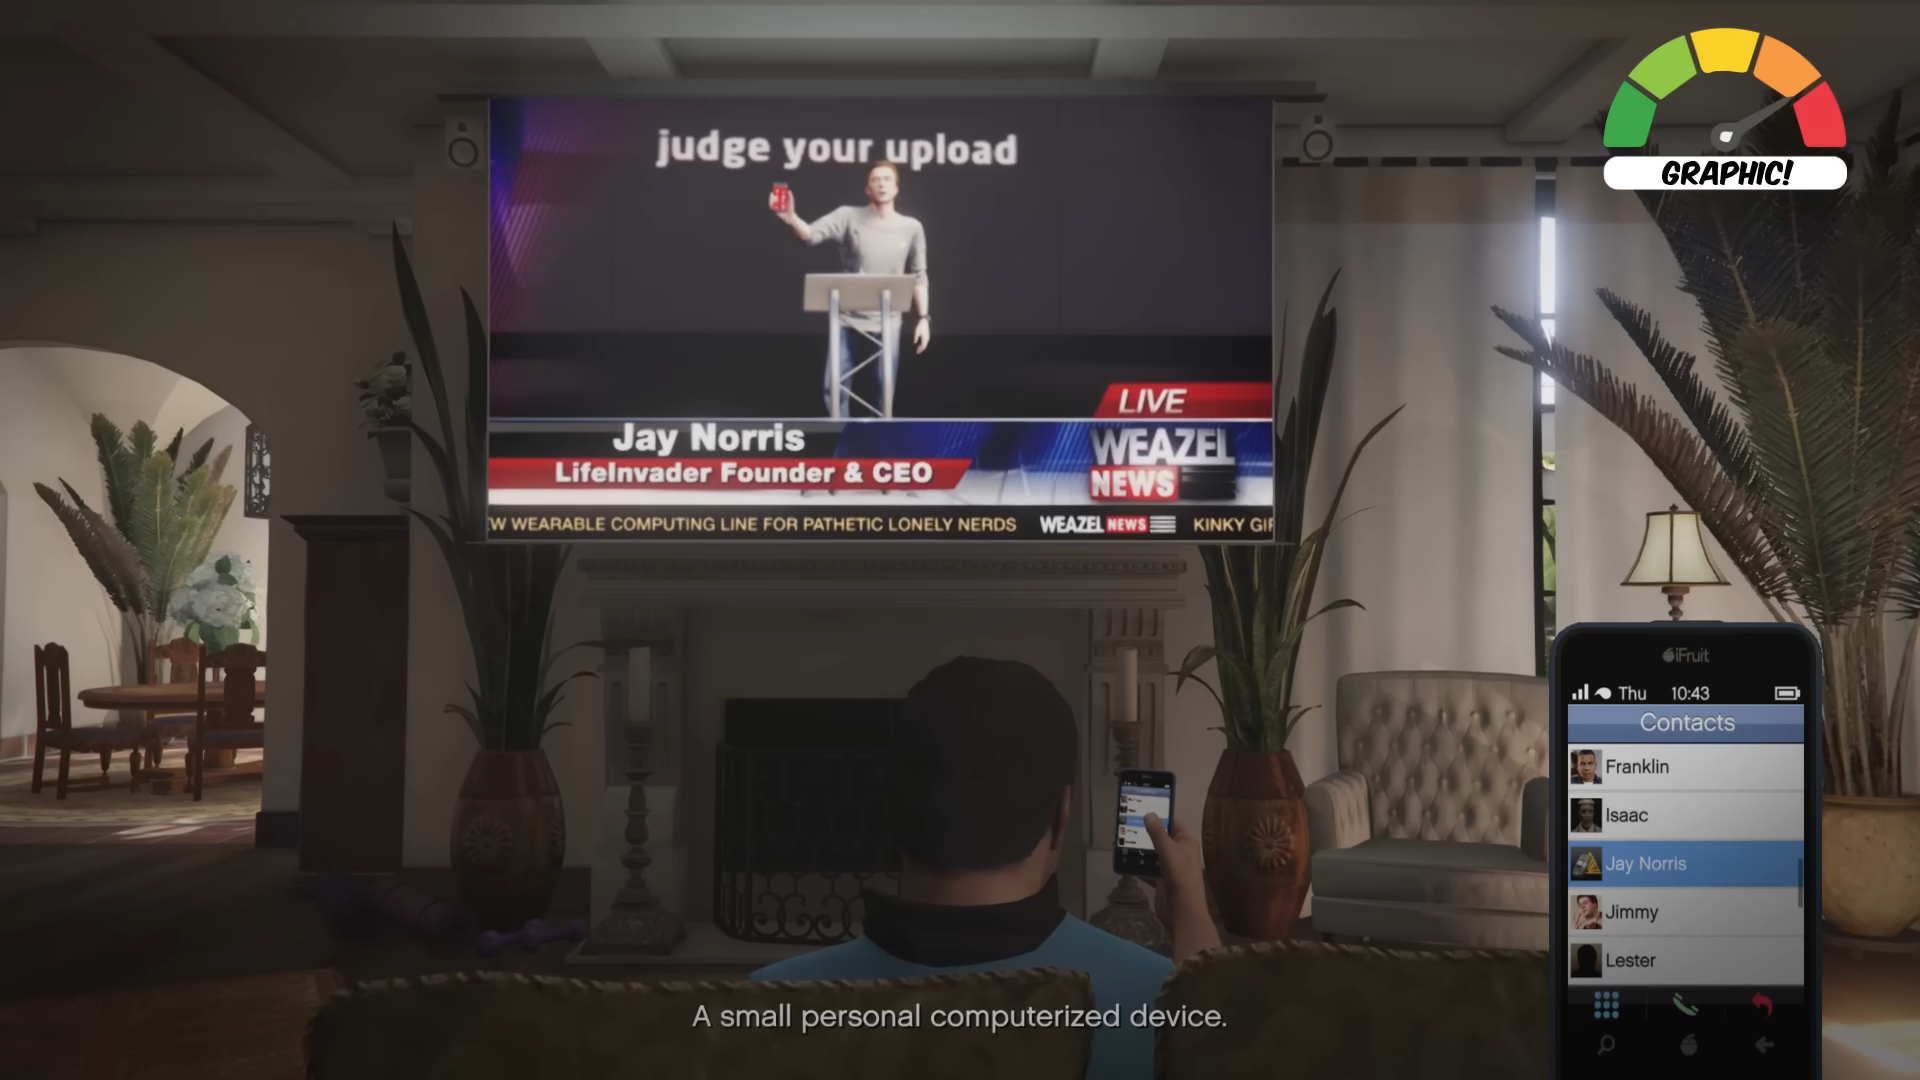 judge your upload
GRAPHIC!
LIVE
Jay Norris
LifeInvader Founder & CEO
WEAZEL
NEWS
W WEARABLE COMPUTING LINE FOR PATHETIC LONELY NERDS WEAZEL NEWS KINKY GIF
iFruit
Thu 10:43
Contacts
Franklin
Isaac
Jay Norris
Jimmy
Lester
A small personal computerized device.